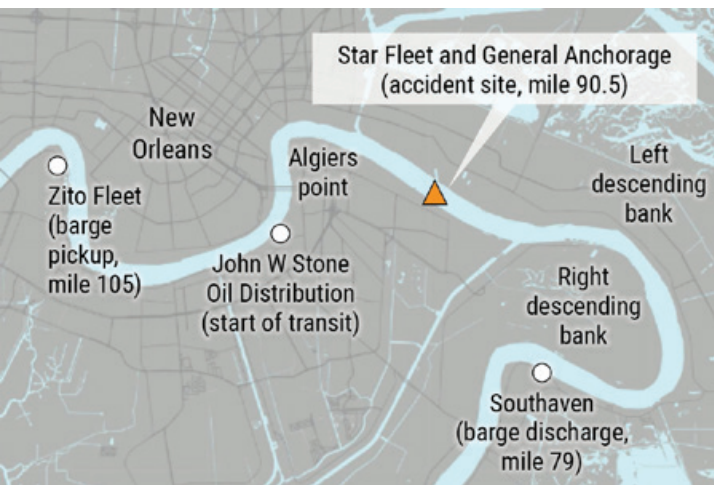 Star Fleet and General Anchorage
(accident site, mile 90.5)
New
Orleans
Algiers
point
Left
descending
bank
Zito Fleet
(barge
pickup,
mile 105)
John W Stone
Oil Distribution
(start of transit)
Right
descending
bank
Southaven
(barge discharge,
mile 79)